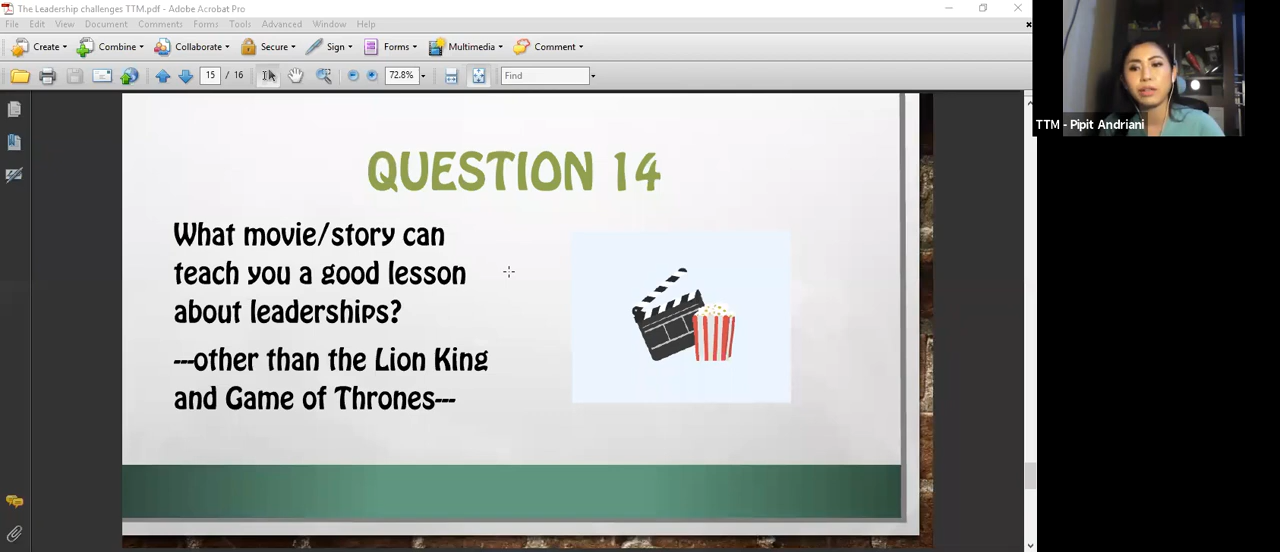 The Leadership challenges TTM.pdf - Adobe Acrobat Pro
File Edit View Document Comments Forms Tools Advanced Window Help
Create Combine Collaborate Secure Sign Forms Multimedia Comment
15 / 16 72.8% Find
QUESTION 14
What movie/story can
teach you a good lesson
about leaderships?
---other than the Lion King
and Game of Thrones---
TTM - Pipit Andriani